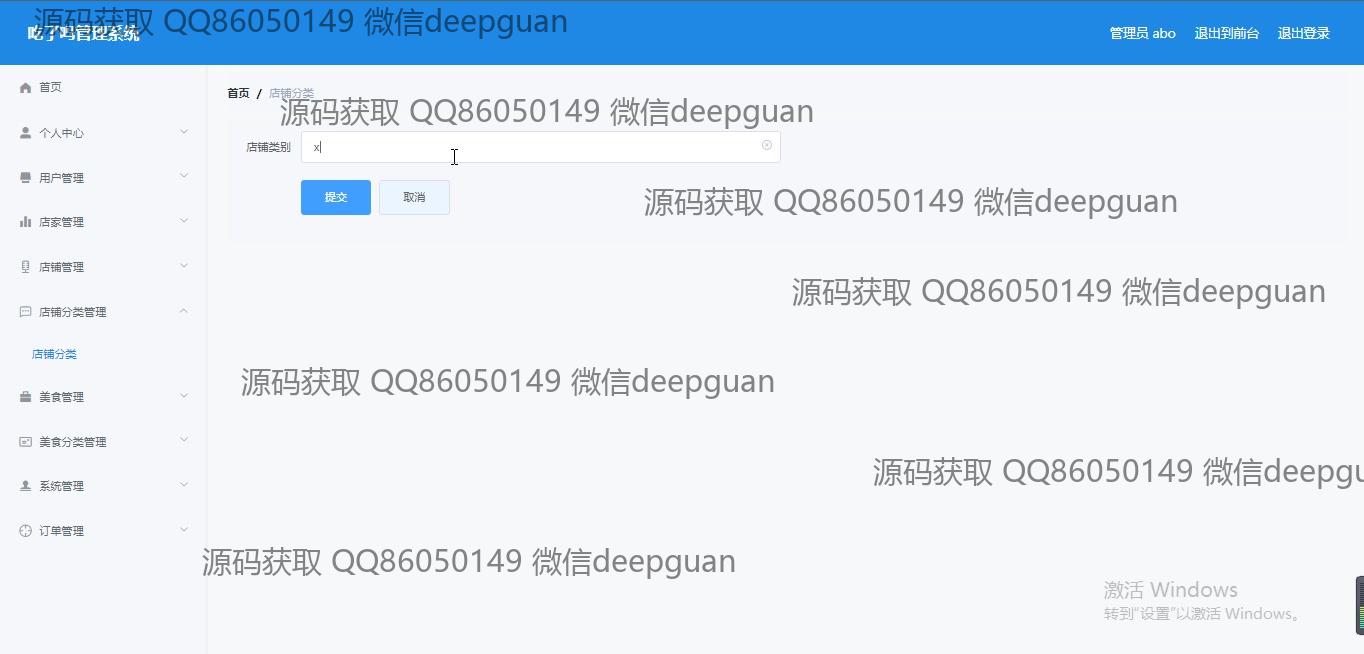 源码获取 QQ86050149 微信deepguan
吃了吗管理系统
管理员 abo 退出到前台 退出登录
首页
首页 / 店铺分类
源码获取 QQ86050149 微信deepguan
个人中心
店铺类别 x
用户管理
提交 取消
源码获取 QQ86050149 微信deepguan
店家管理
店铺管理
源码获取 QQ86050149 微信deepguan
店铺分类管理
店铺分类
源码获取 QQ86050149 微信deepguan
美食管理
美食分类管理
源码获取 QQ86050149 微信deepgu
系统管理
订单管理
源码获取 QQ86050149 微信deepguan
激活 Windows
转到"设置"以激活 Windows。